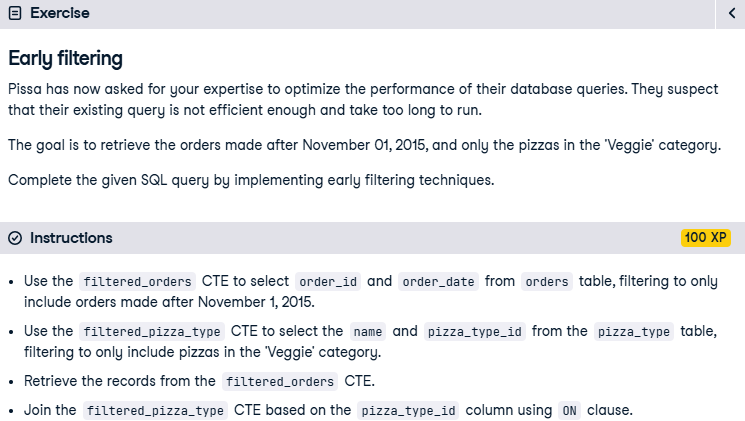 Exercise
Early filtering
Pissa has now asked for your expertise to optimize the performance of their database queries. They suspect
that their existing query is not efficient enough and take too long to run.
The goal is to retrieve the orders made after November 01, 2015, and only the pizzas in the 'Veggie' category.
Complete the given SQL query by implementing early filtering techniques.
Instructions
100 XP
• Use the filtered_orders CTE to select order_id and order_date from orders table, filtering to only
include orders made after November 1, 2015.
• Use the filtered_pizza_type CTE to select the name and pizza_type_id from the pizza_type table,
filtering to only include pizzas in the 'Veggie' category.
• Retrieve the records from the filtered_orders CTE.
• Join the filtered_pizza_type CTE based on the pizza_type_id column using ON clause.